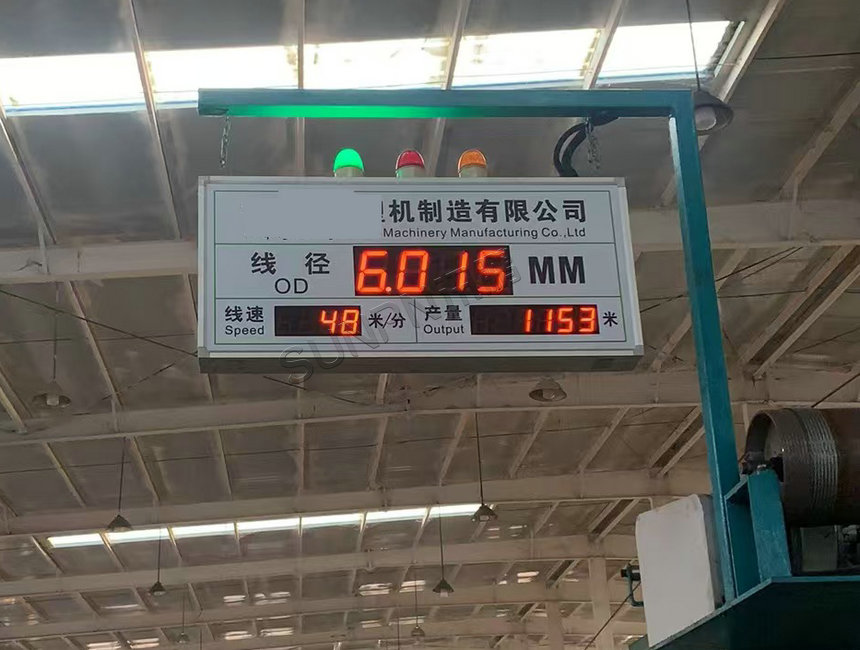 机制造有限公司
Machinery Manufacturing Co.,Ltd
线径 6.015 MM
OD
线速 48 米/分 产量 1153 米
Speed Output